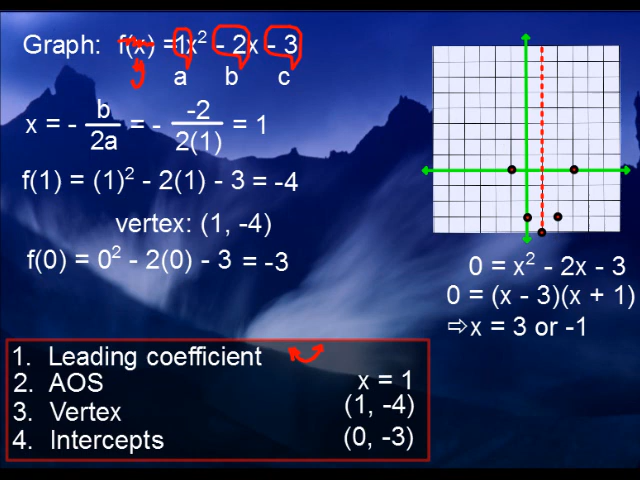 Graph: f(x) = 1x² - 2x - 3
a b c
x = - b/2a = - -2/2(1) = 1
f(1) = (1)² - 2(1) - 3 = -4
vertex: (1, -4)
f(0) = 0² - 2(0) - 3 = -3
0 = x² - 2x - 3
0 = (x - 3)(x + 1)
⇨x = 3 or -1
1. Leading coefficient
2. AOS x = 1
3. Vertex (1, -4)
4. Intercepts (0, -3)